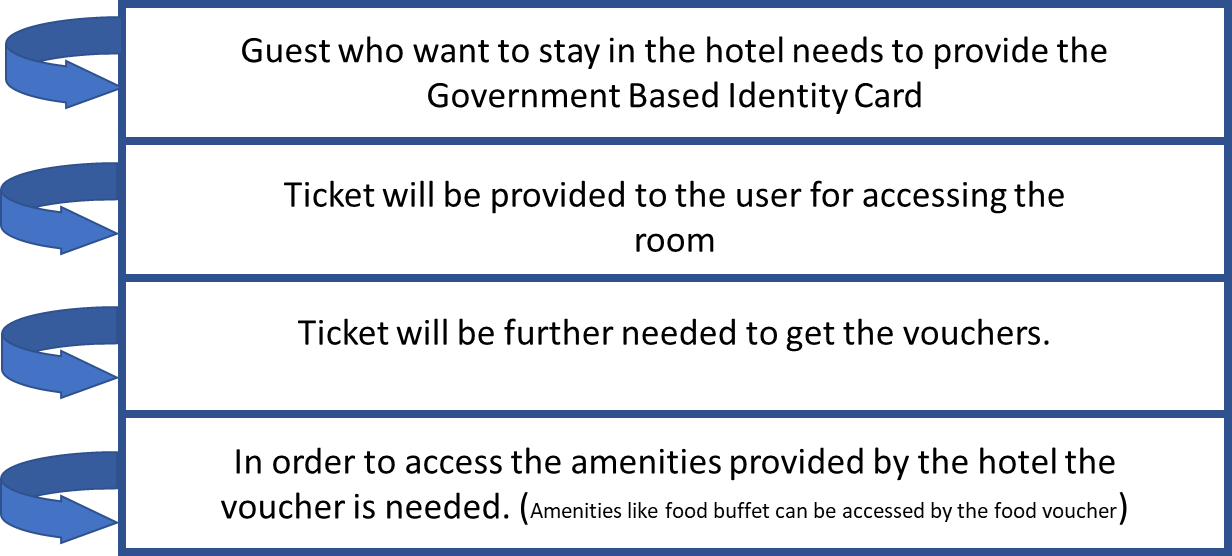 Guest who want to stay in the hotel needs to provide the
Government Based Identity Card
Ticket will be provided to the user for accessing the
room
Ticket will be further needed to get the vouchers.
In order to access the amenities provided by the hotel the
voucher is needed. (Amenities like food buffet can be accessed by the food voucher)